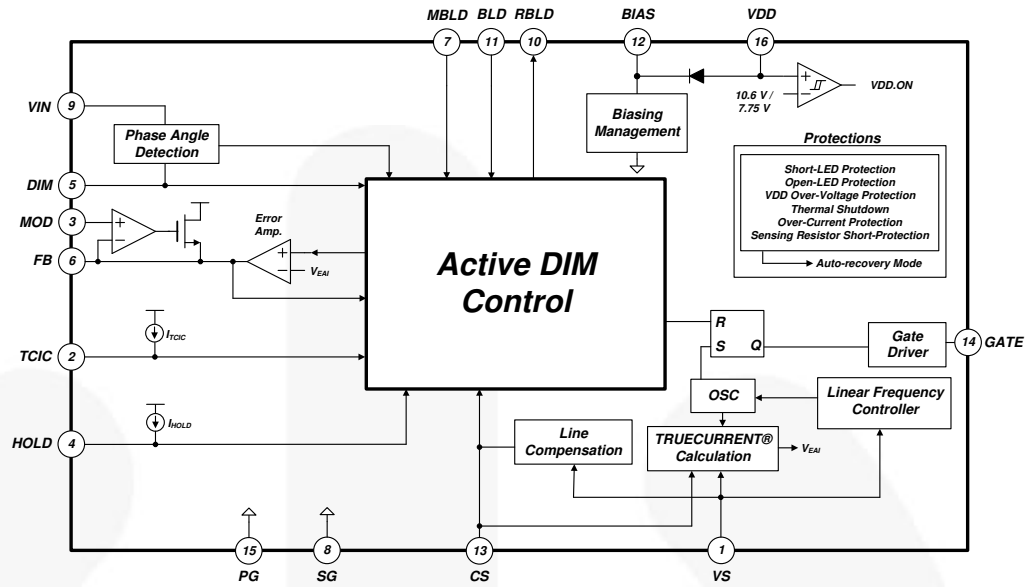 MBLD BLD RBLD BIAS VDD
7 11 10 12 16
VIN
9
Phase Angle
Detection
DIM
5
MOD
3
FB
6
+
−
Error
Amp.
+
−
VEAI
TCIC
2
ITCIC
HOLD
4
IHOLD
Active DIM
Control
Biasing
Management
10.6 V /
7.75 V
+
−
VDD.ON
Protections
Short-LED Protection
Open-LED Protection
VDD Over-Voltage Protection
Thermal Shutdown
Over-Current Protection
Sensing Resistor Short-Protection
Auto-recovery Mode
R
S Q
Gate
Driver
14 GATE
OSC
Linear Frequency
Controller
Line
Compensation
TRUECURRENT®
Calculation
VEAI
15 8 13 1
PG SG CS VS